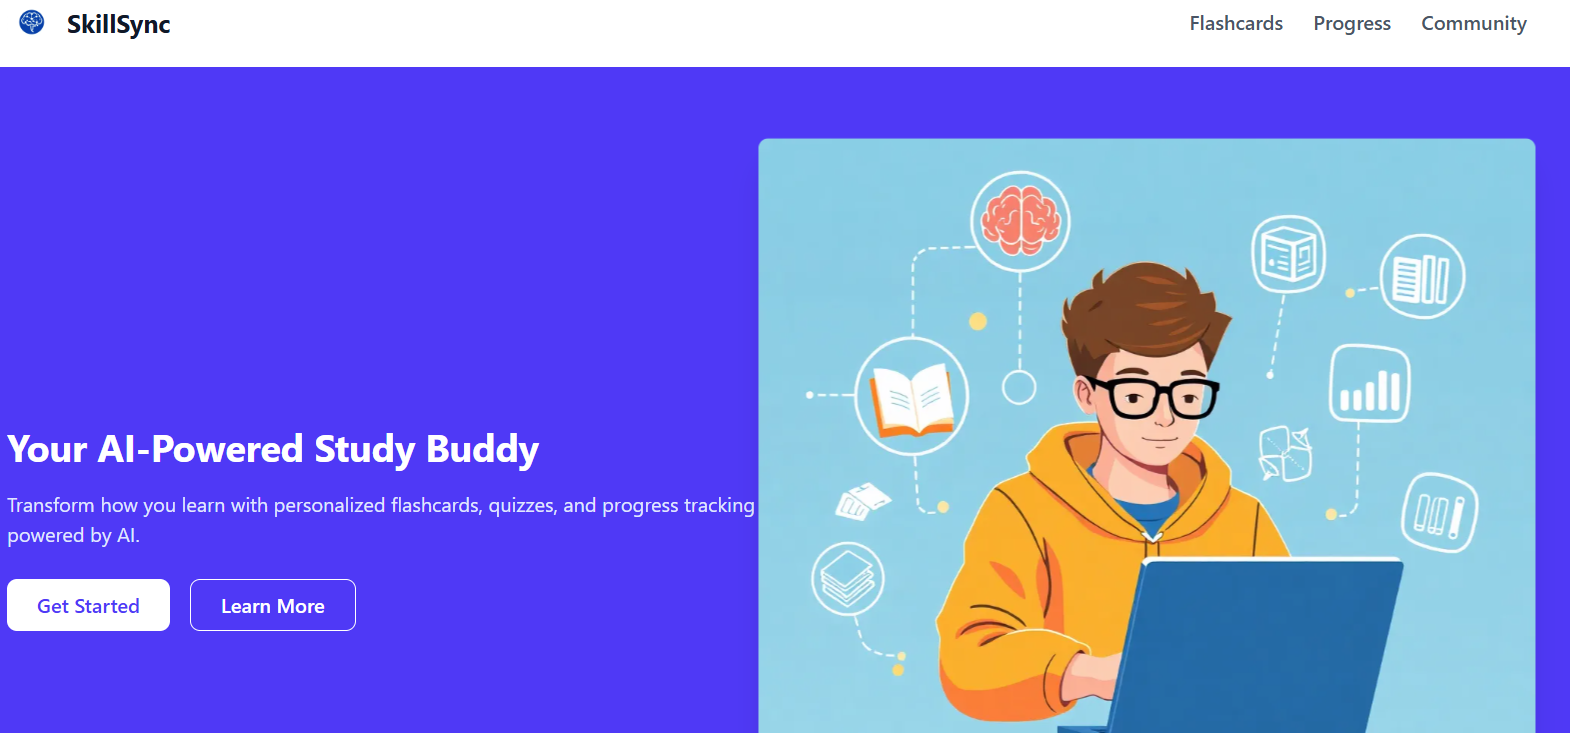 SkillSync
Flashcards Progress Community
Your AI-Powered Study Buddy
Transform how you learn with personalized flashcards, quizzes, and progress tracking
powered by AI.
Get Started
Learn More